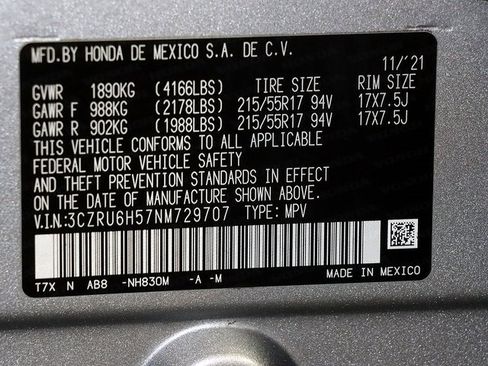 MFD.BY HONDA DE MEXICO S.A. DE C.V.
11/'21
GVWR 1890KG (4166LBS) TIRE SIZE RIM SIZE
GAWR F 988KG (2178LBS) 215/55R17 94V 17X7.5J
GAWR R 902KG (1988LBS) 215/55R17 94V 17X7.5J
THIS VEHICLE CONFORMS TO ALL APPLICABLE
FEDERAL MOTOR VEHICLE SAFETY
AND THEFT PREVENTION STANDARDS IN EFFECT
ON THE DATE OF MANUFACTURE SHOWN ABOVE.
V.I.N:3CZRU6H57NM729707 TYPE: MPV
T7X N AB8 -NH830M -A -M
MADE IN MEXICO